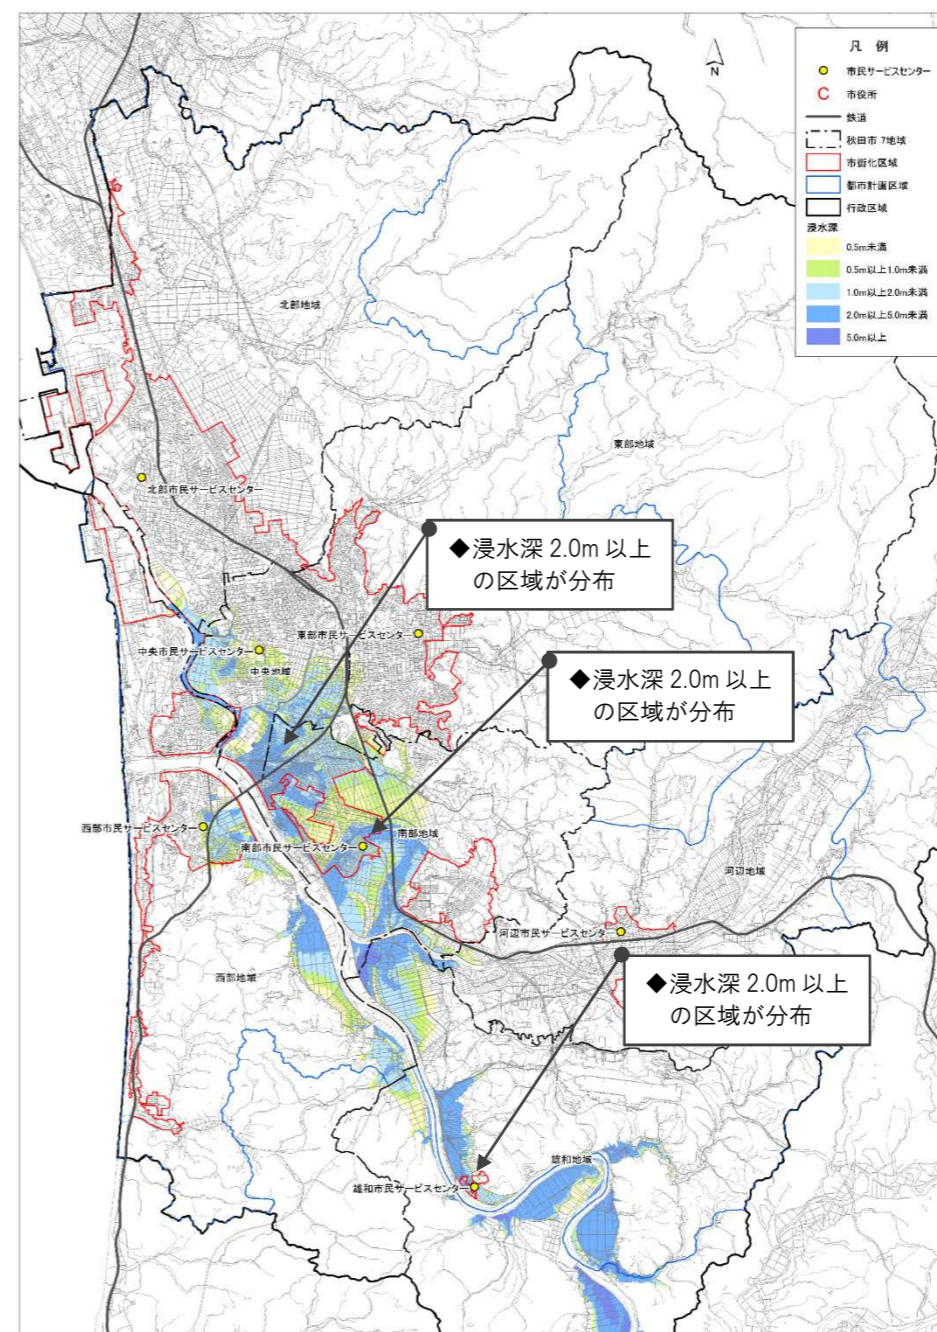 凡 例
市民サービスセンター
C 市役所
鉄道
秋田市 7地域
市街化区域
都市計画区域
行政区域
浸水深
0.5m未満
0.5m以上1.0m未満
1.0m以上2.0m未満
2.0m以上5.0m未満
5.0m以上
N
北部地域
東部地域
北部市民サービスセンター
◆浸水深 2.0m 以上
の区域が分布
東部市民サービスセンター
中央市民サービスセンター
中央地域
◆浸水深 2.0m 以上
の区域が分布
西部市民サービスセンター
南部地域
南部市民サービスセンター
河辺地域
河辺市民サービスセンター
西部地域
◆浸水深 2.0m 以上
の区域が分布
雄和地域
雄和市民サービスセンター